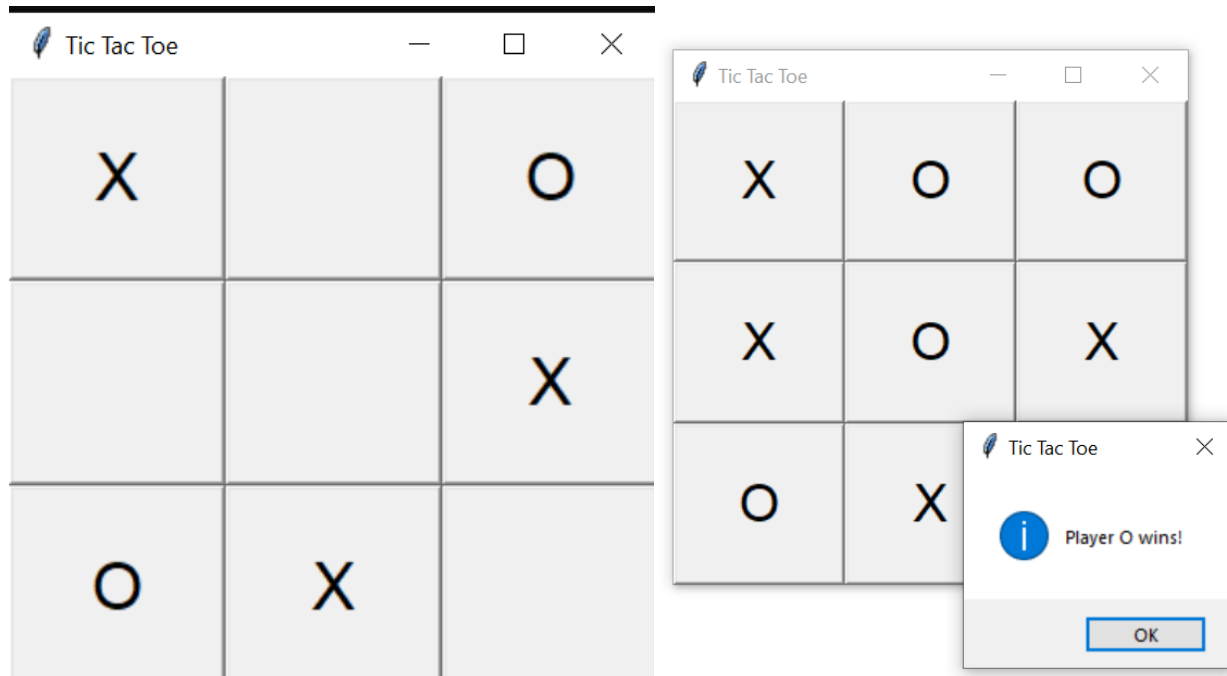 Tic Tac Toe
X O
X
O X
Tic Tac Toe
X O O
X O X
O X
Tic Tac Toe
i
Player O wins!
OK